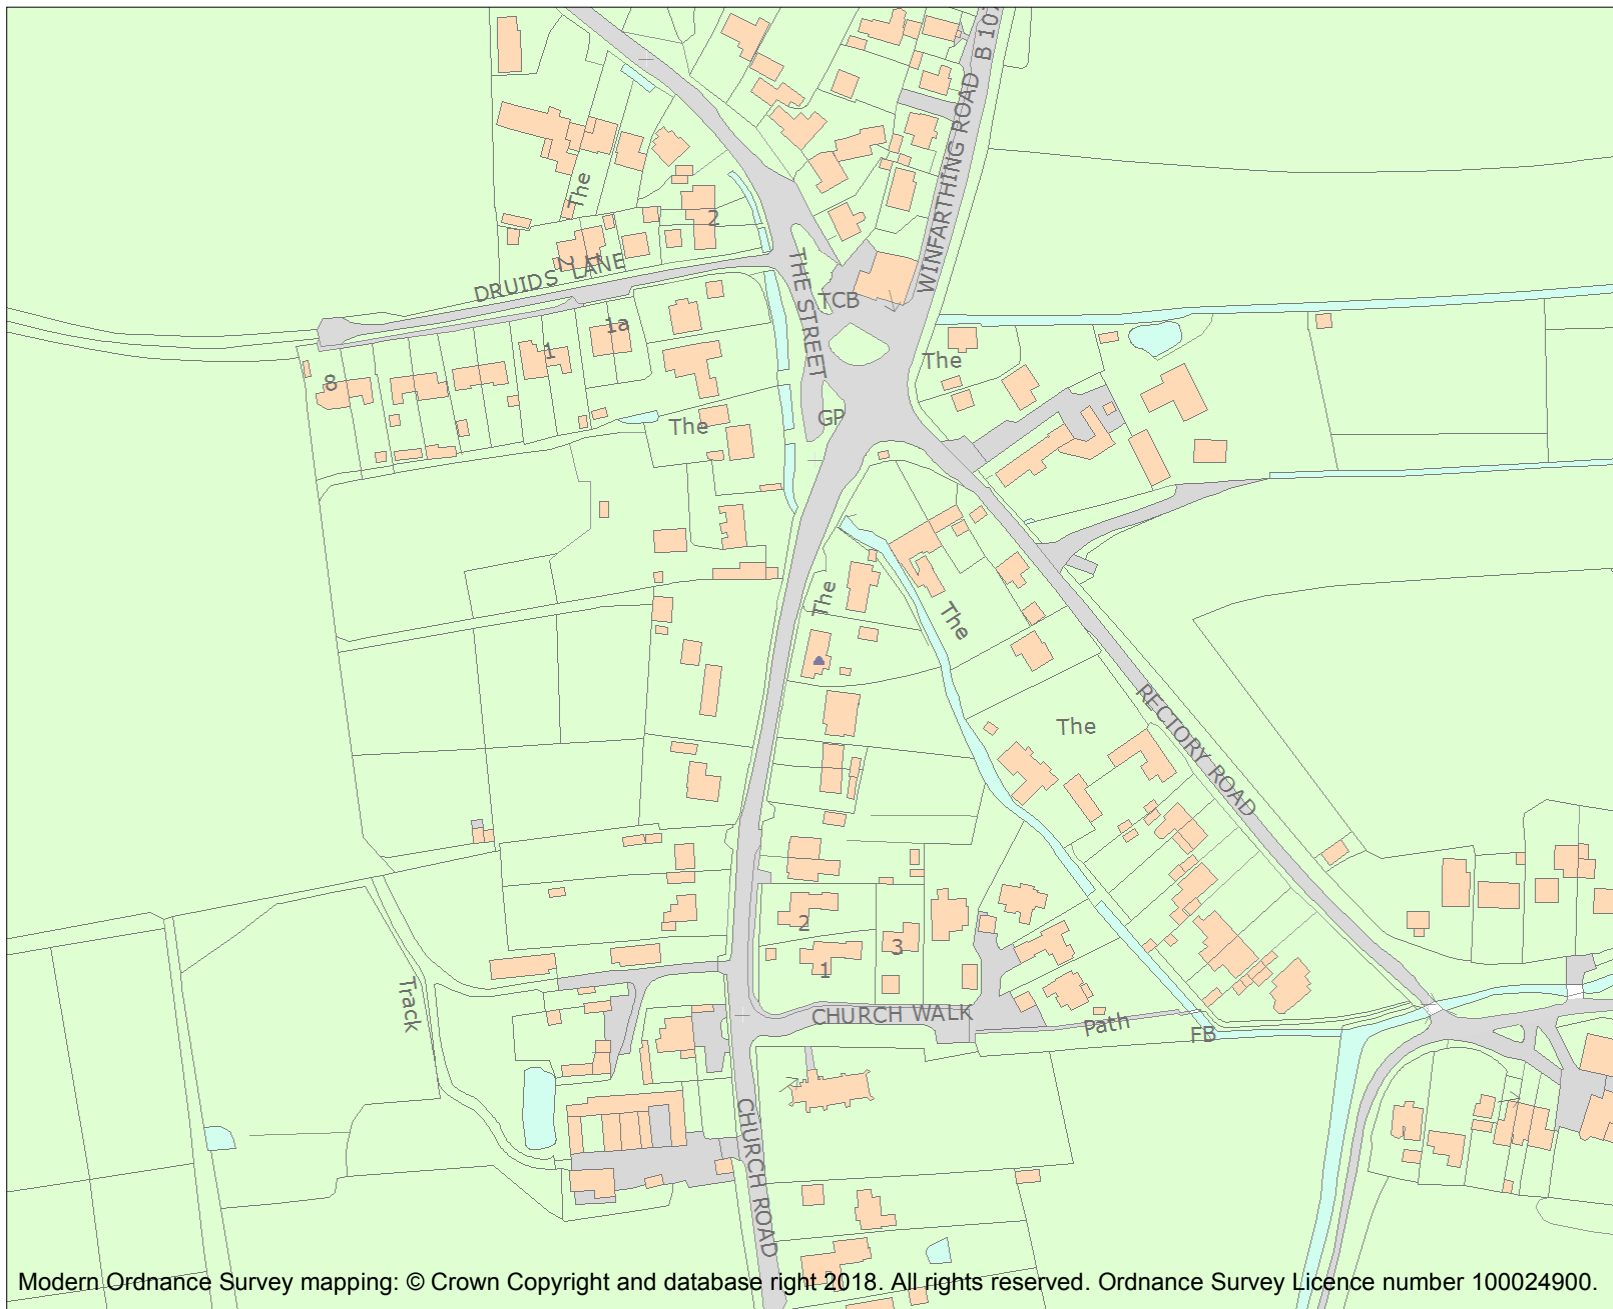 WINFARTHING ROAD B 107
The
2
DRUIDS' LANE
2
THE STREET
TCB
1a
1
8
The
The
GP
The
The
The
RECTORY ROAD
2
3
1
Track
CHURCH WALK
Path
FB
CHURCH ROAD
Modern Ordnance Survey mapping: © Crown Copyright and database right 2018. All rights reserved. Ordnance Survey Licence number 100024900.